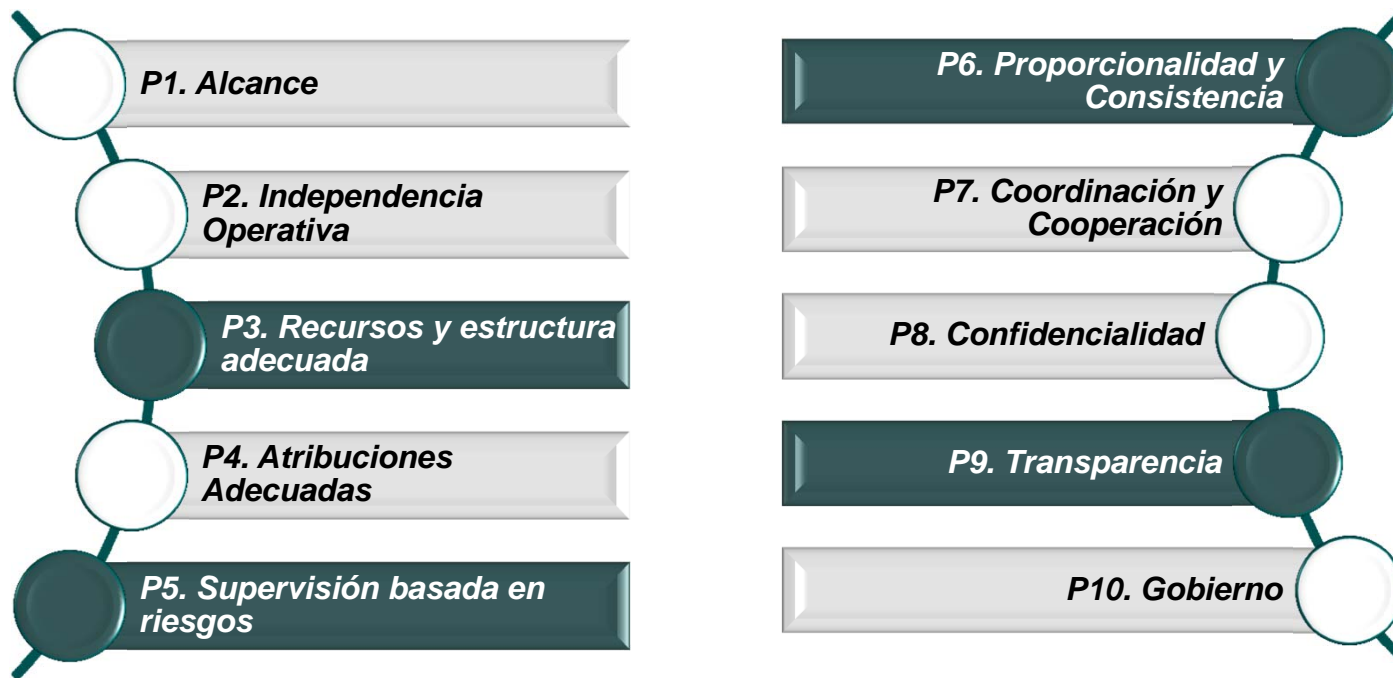 P1. Alcance
P2. Independencia
Operativa
P3. Recursos y estructura
adecuada
P4. Atribuciones
Adecuadas
P5. Supervisión basada en
riesgos
P6. Proporcionalidad y
Consistencia
P7. Coordinación y
Cooperación
P8. Confidencialidad
P9. Transparencia
P10. Gobierno